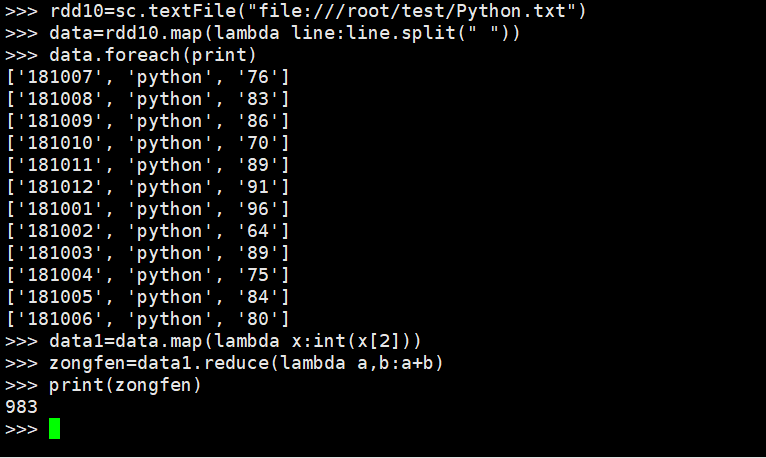 >>> rdd10=sc.textFile("file:///root/test/Python.txt")
>>> data=rdd10.map(lambda line:line.split(" "))
>>> data.foreach(print)
['181007', 'python', '76']
['181008', 'python', '83']
['181009', 'python', '86']
['181010', 'python', '70']
['181011', 'python', '89']
['181012', 'python', '91']
['181001', 'python', '96']
['181002', 'python', '64']
['181003', 'python', '89']
['181004', 'python', '75']
['181005', 'python', '84']
['181006', 'python', '80']
>>> data1=data.map(lambda x:int(x[2]))
>>> zongfen=data1.reduce(lambda a,b:a+b)
>>> print(zongfen)
983
>>>